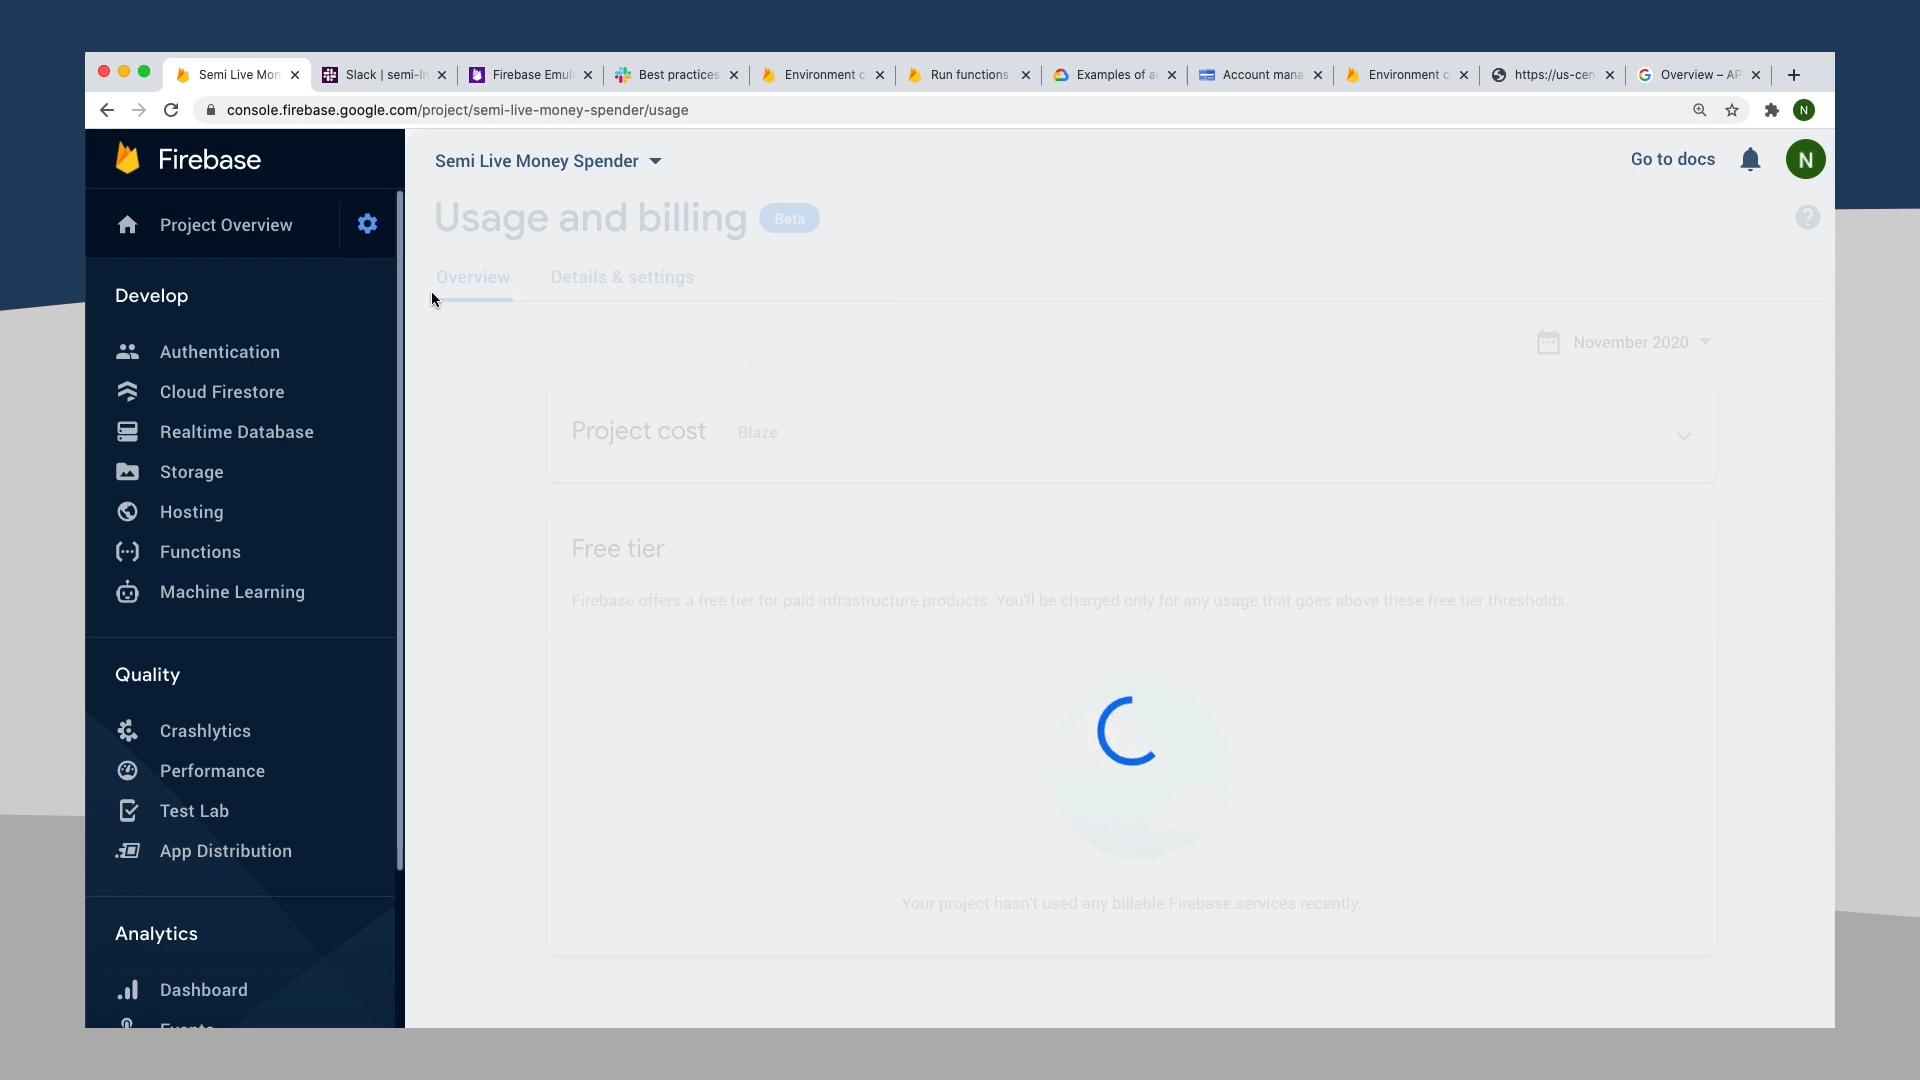 Semi Live Mon
Slack | semi-li
Firebase Emul
Best practices
Environment c
Run functions
Examples of a
Account mana
Environment c
https://us-cen
Overview – AP
console.firebase.google.com/project/semi-live-money-spender/usage
N
Firebase
Semi Live Money Spender
Go to docs
N
Project Overview
Usage and billing
Beta
Overview
Details & settings
Develop
Authentication
Cloud Firestore
Realtime Database
Storage
Hosting
Functions
Machine Learning
Quality
Crashlytics
Performance
Test Lab
App Distribution
Analytics
Dashboard
Events
November 2020
Project cost
Blaze
Free tier
Firebase offers a free tier for paid infrastructure products. You'll be charged only for any usage that goes above these free tier thresholds.
Your project hasn't used any billable Firebase services recently.